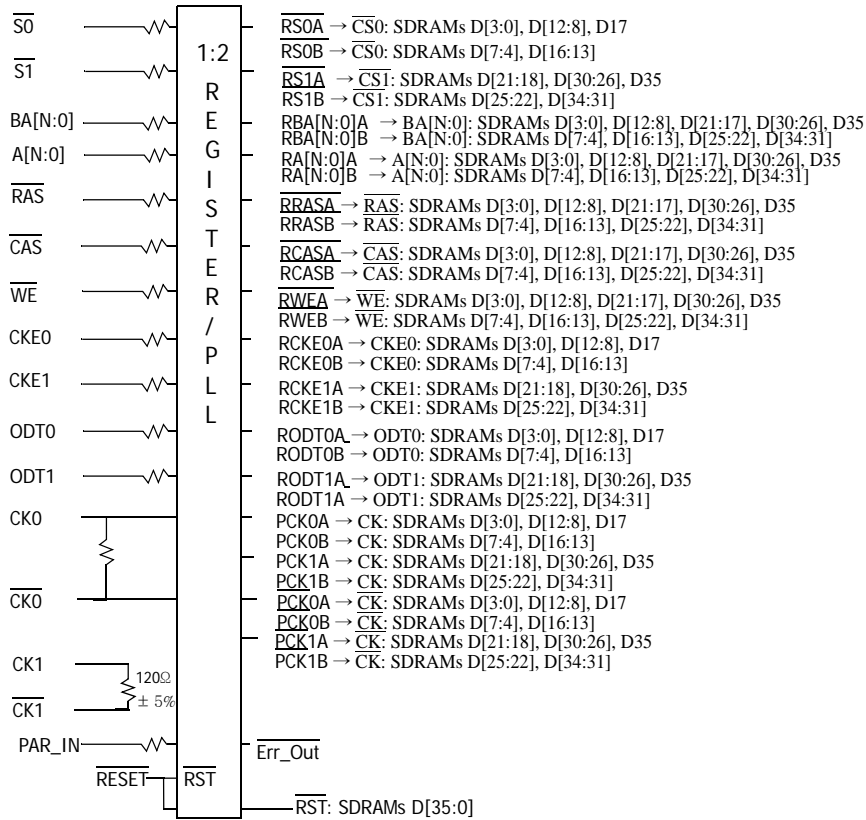 S0
S1
BA[N:0]
A[N:0]
RAS
CAS
WE
CKE0
CKE1
ODT0
ODT1
CK0
CK0
CK1
120Ω
± 5%
CK1
PAR_IN
RESET
1:2
R
E
G
I
S
T
E
R
/
P
L
L
RST
RS0A → CS0: SDRAMs D[3:0], D[12:8], D17
RS0B → CS0: SDRAMs D[7:4], D[16:13]
RS1A → CS1: SDRAMs D[21:18], D[30:26], D35
RS1B → CS1: SDRAMs D[25:22], D[34:31]
RBA[N:0]A → BA[N:0]: SDRAMs D[3:0], D[12:8], D[21:17], D[30:26], D35
RBA[N:0]B → BA[N:0]: SDRAMs D[7:4], D[16:13], D[25:22], D[34:31]
RA[N:0]A → A[N:0]: SDRAMs D[3:0], D[12:8], D[21:17], D[30:26], D35
RA[N:0]B → A[N:0]: SDRAMs D[7:4], D[16:13], D[25:22], D[34:31]
RRASA → RAS: SDRAMs D[3:0], D[12:8], D[21:17], D[30:26], D35
RRASB → RAS: SDRAMs D[7:4], D[16:13], D[25:22], D[34:31]
RCASA → CAS: SDRAMs D[3:0], D[12:8], D[21:17], D[30:26], D35
RCASB → CAS: SDRAMs D[7:4], D[16:13], D[25:22], D[34:31]
RWEA → WE: SDRAMs D[3:0], D[12:8], D[21:17], D[30:26], D35
RWEB → WE: SDRAMs D[7:4], D[16:13], D[25:22], D[34:31]
RCKE0A → CKE0: SDRAMs D[3:0], D[12:8], D17
RCKE0B → CKE0: SDRAMs D[7:4], D[16:13]
RCKE1A → CKE1: SDRAMs D[21:18], D[30:26], D35
RCKE1B → CKE1: SDRAMs D[25:22], D[34:31]
RODT0A → ODT0: SDRAMs D[3:0], D[12:8], D17
RODT0B → ODT0: SDRAMs D[7:4], D[16:13]
RODT1A → ODT1: SDRAMs D[21:18], D[30:26], D35
RODT1A → ODT1: SDRAMs D[25:22], D[34:31]
PCK0A → CK: SDRAMs D[3:0], D[12:8], D17
PCK0B → CK: SDRAMs D[7:4], D[16:13]
PCK1A → CK: SDRAMs D[21:18], D[30:26], D35
PCK1B → CK: SDRAMs D[25:22], D[34:31]
PCK0A → CK: SDRAMs D[3:0], D[12:8], D17
PCK0B → CK: SDRAMs D[7:4], D[16:13]
PCK1A → CK: SDRAMs D[21:18], D[30:26], D35
PCK1B → CK: SDRAMs D[25:22], D[34:31]
Err_Out
RST: SDRAMs D[35:0]